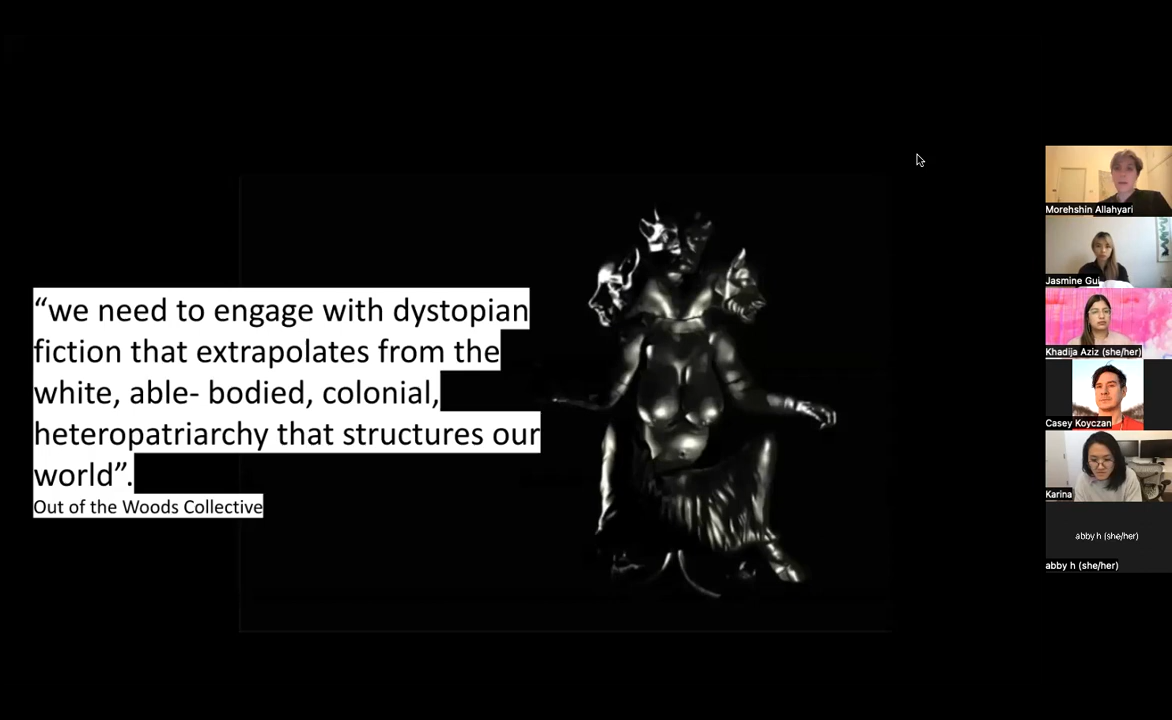 “we need to engage with dystopian
fiction that extrapolates from the
white, able- bodied, colonial,
heteropatriarchy that structures our
world”.
Out of the Woods Collective
Morehshin Allahyari
Jasmine Gui
Khadija Aziz (she/her)
Casey Koyczan
Karina
abby h (she/her)
abby h (she/her)